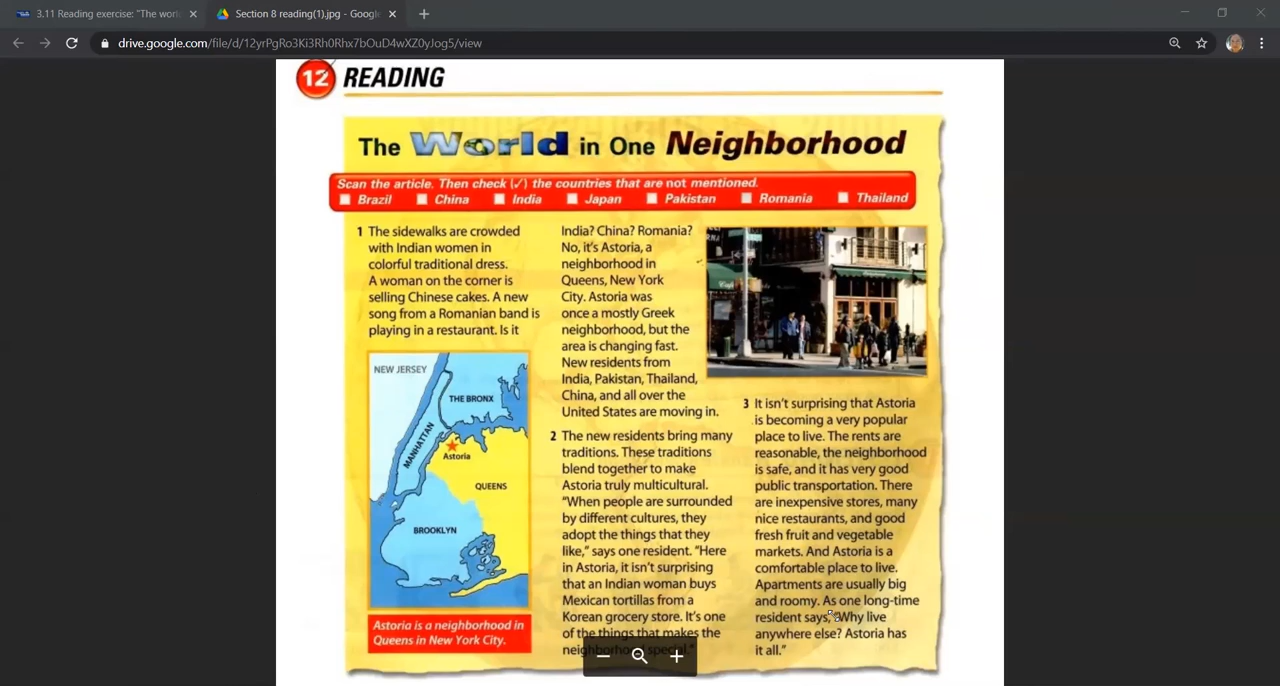 3.11 Reading exercise: "The worl
Section 8 reading(1).jpg - Google
drive.google.com/file/d/12yrPgRo3Ki3Rh0Rhx7bOuD4wXZ0yJog5/view
12 READING
The World in One Neighborhood
Scan the article. Then check (✓) the countries that are not mentioned.
Brazil China India Japan Pakistan Romania Thailand
1 The sidewalks are crowded
with Indian women in
colorful traditional dress.
A woman on the corner is
selling Chinese cakes. A new
song from a Romanian band is
playing in a restaurant. Is it
India? China? Romania?
No, it's Astoria, a
neighborhood in
Queens, New York
City. Astoria was
once a mostly Greek
neighborhood, but the
area is changing fast.
New residents from
India, Pakistan, Thailand,
China, and all over the
United States are moving in.
NEW JERSEY
THE BRONX
MANHATTAN
Astoria
QUEENS
BROOKLYN
Astoria is a neighborhood in
Queens in New York City.
2 The new residents bring many
traditions. These traditions
blend together to make
Astoria truly multicultural.
"When people are surrounded
by different cultures, they
adopt the things that they
like," says one resident. "Here
in Astoria, it isn't surprising
that an Indian woman buys
Mexican tortillas from a
Korean grocery store. It's one
of the things that makes the
neighborhood special."
3 It isn't surprising that Astoria
is becoming a very popular
place to live. The rents are
reasonable, the neighborhood
is safe, and it has very good
public transportation. There
are inexpensive stores, many
nice restaurants, and good
fresh fruit and vegetable
markets. And Astoria is a
comfortable place to live.
Apartments are usually big
and roomy. As one long-time
resident says, "Why live
anywhere else? Astoria has
it all."